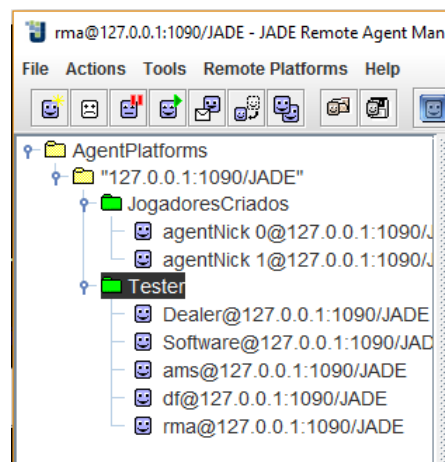 rma@127.0.0.1:1090/JADE - JADE Remote Agent Man
File Actions Tools Remote Platforms Help
AgentPlatforms
"127.0.0.1:1090/JADE"
JogadoresCriados
agentNick 0@127.0.0.1:1090/J
agentNick 1@127.0.0.1:1090/J
Tester
Dealer@127.0.0.1:1090/JADE
Software@127.0.0.1:1090/JAD
ams@127.0.0.1:1090/JADE
df@127.0.0.1:1090/JADE
rma@127.0.0.1:1090/JADE